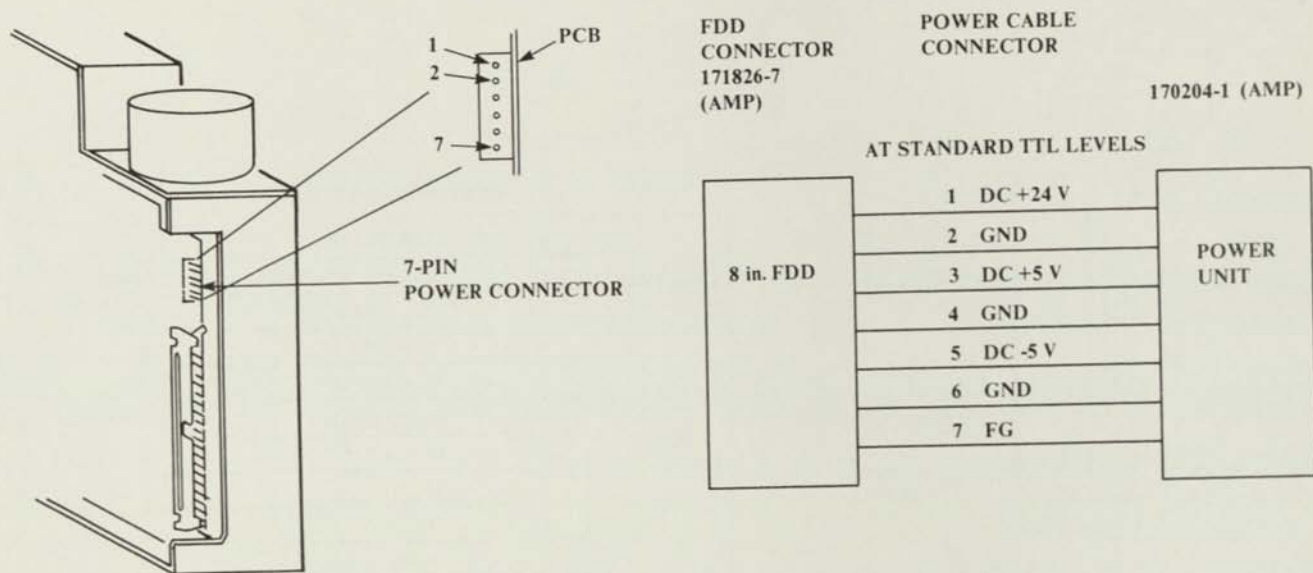 1
2
7
PCB
7-PIN
POWER CONNECTOR
FDD
CONNECTOR
171826-7
(AMP)
POWER CABLE
CONNECTOR
170204-1 (AMP)
AT STANDARD TTL LEVELS
8 in. FDD
1 DC +24 V
2 GND
3 DC +5 V
4 GND
5 DC -5 V
6 GND
7 FG
POWER
UNIT